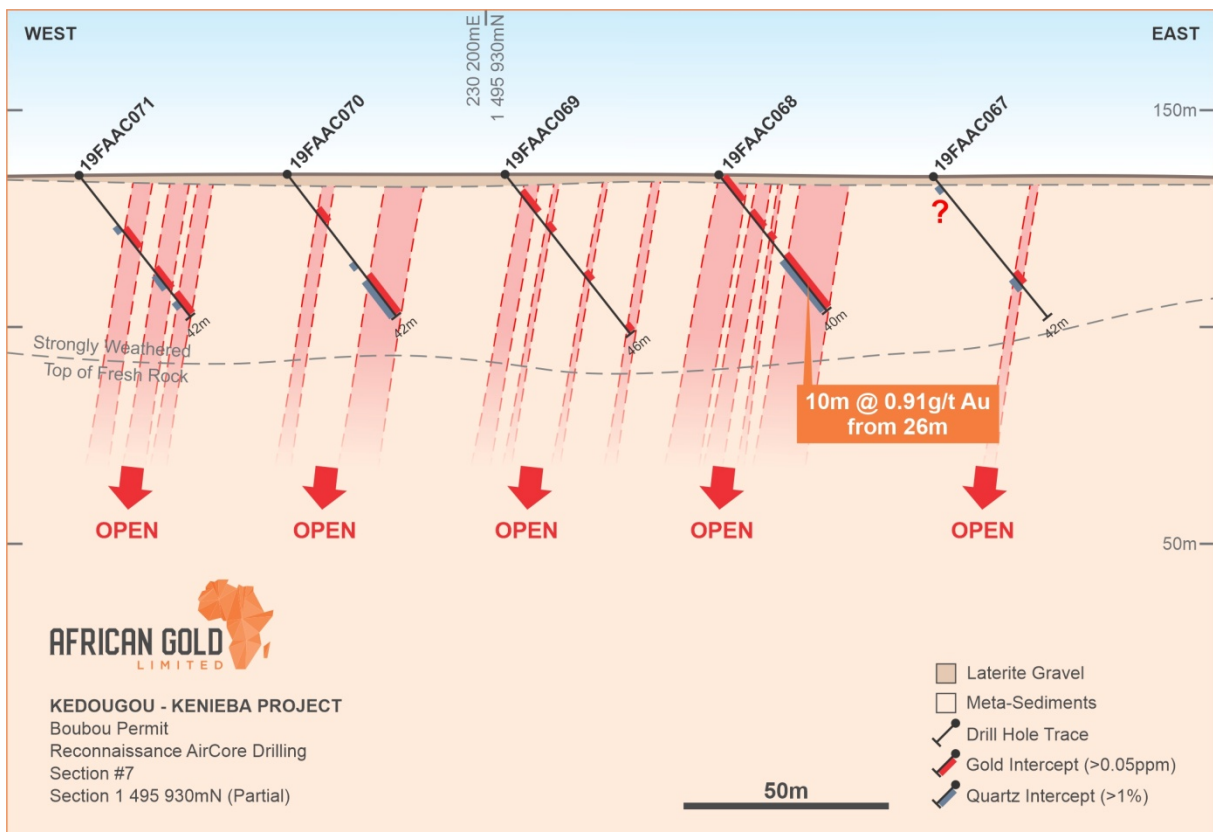 WEST
230 200mE
1 495 930mN
EAST
150m
19FAAC071
19FAAC070
19FAAC069
19FAAC068
19FAAC067
?
42m
42m
46m
40m
42m
Strongly Weathered
Top of Fresh Rock
10m @ 0.91g/t Au
from 26m
OPEN
OPEN
OPEN
OPEN
OPEN
50m
AFRICAN GOLD
LIMITED
KEDOUGOU - KENIEBA PROJECT
Boubou Permit
Reconnaissance AirCore Drilling
Section #7
Section 1 495 930mN (Partial)
50m
Laterite Gravel
Meta-Sediments
Drill Hole Trace
Gold Intercept (>0.05ppm)
Quartz Intercept (>1%)